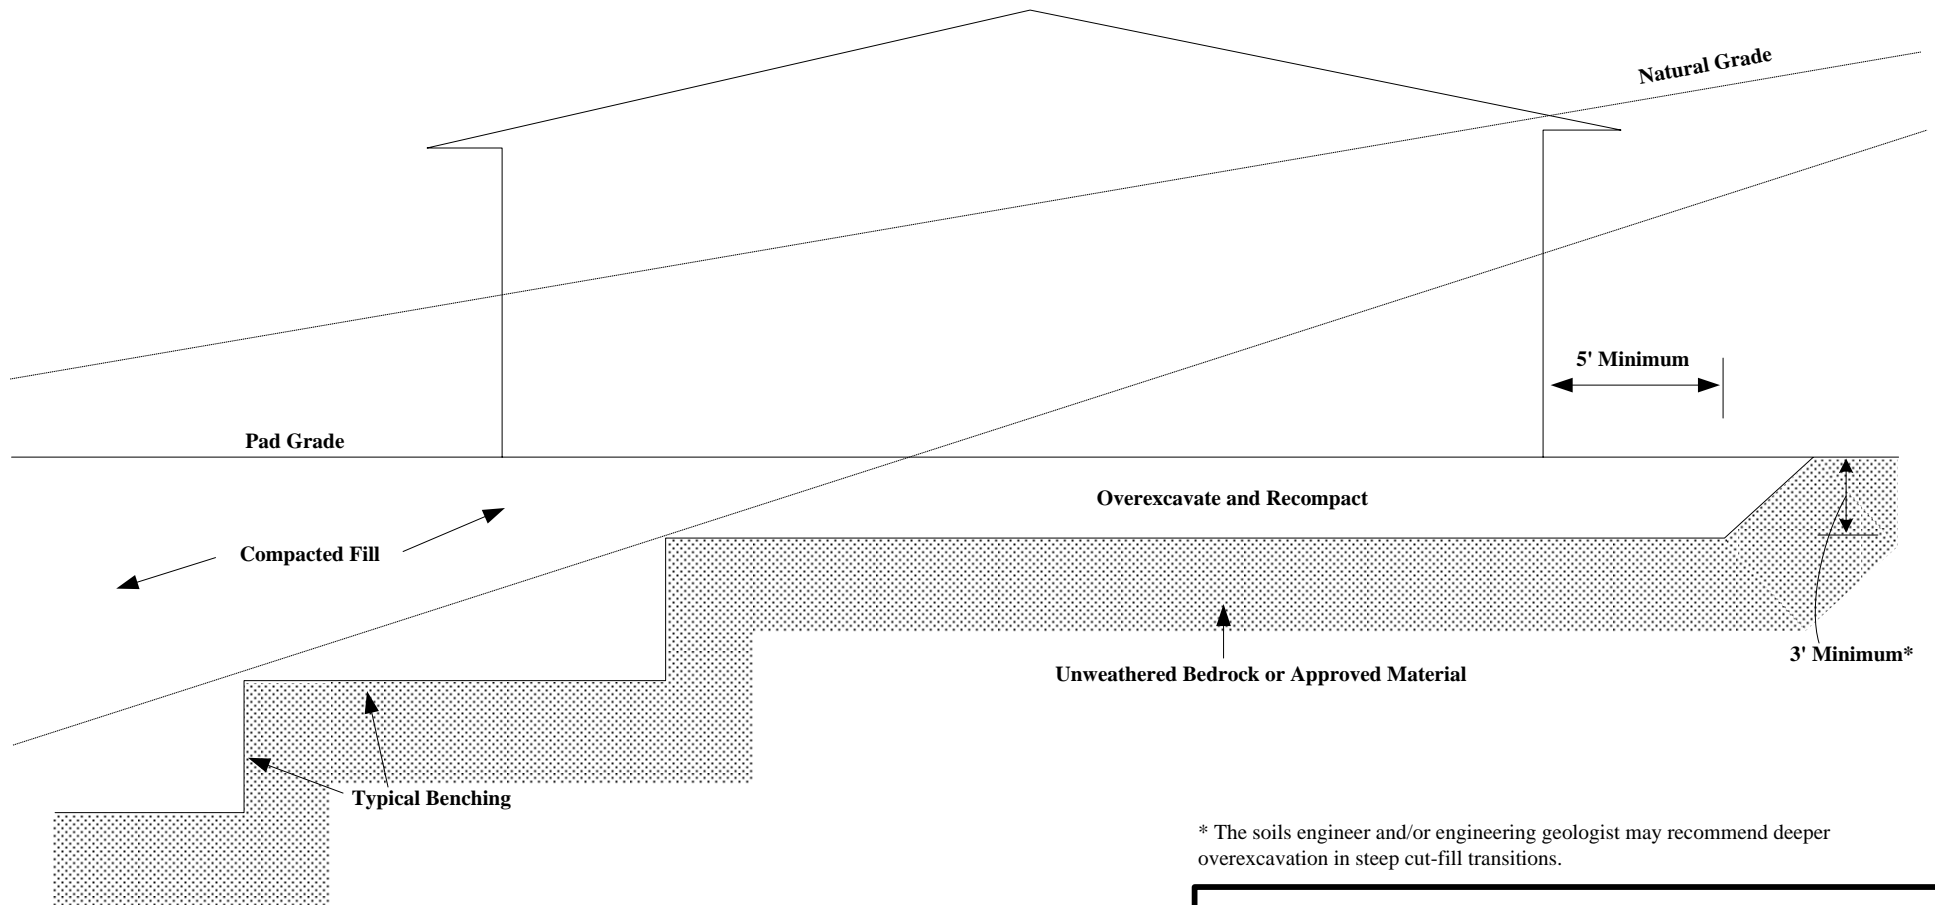 Natural Grade
5' Minimum
Pad Grade
Overexcavate and Recompact
Compacted Fill
3' Minimum*
Unweathered Bedrock or Approved Material
Typical Benching
* The soils engineer and/or engineering geologist may recommend deeper
overexcavation in steep cut-fill transitions.